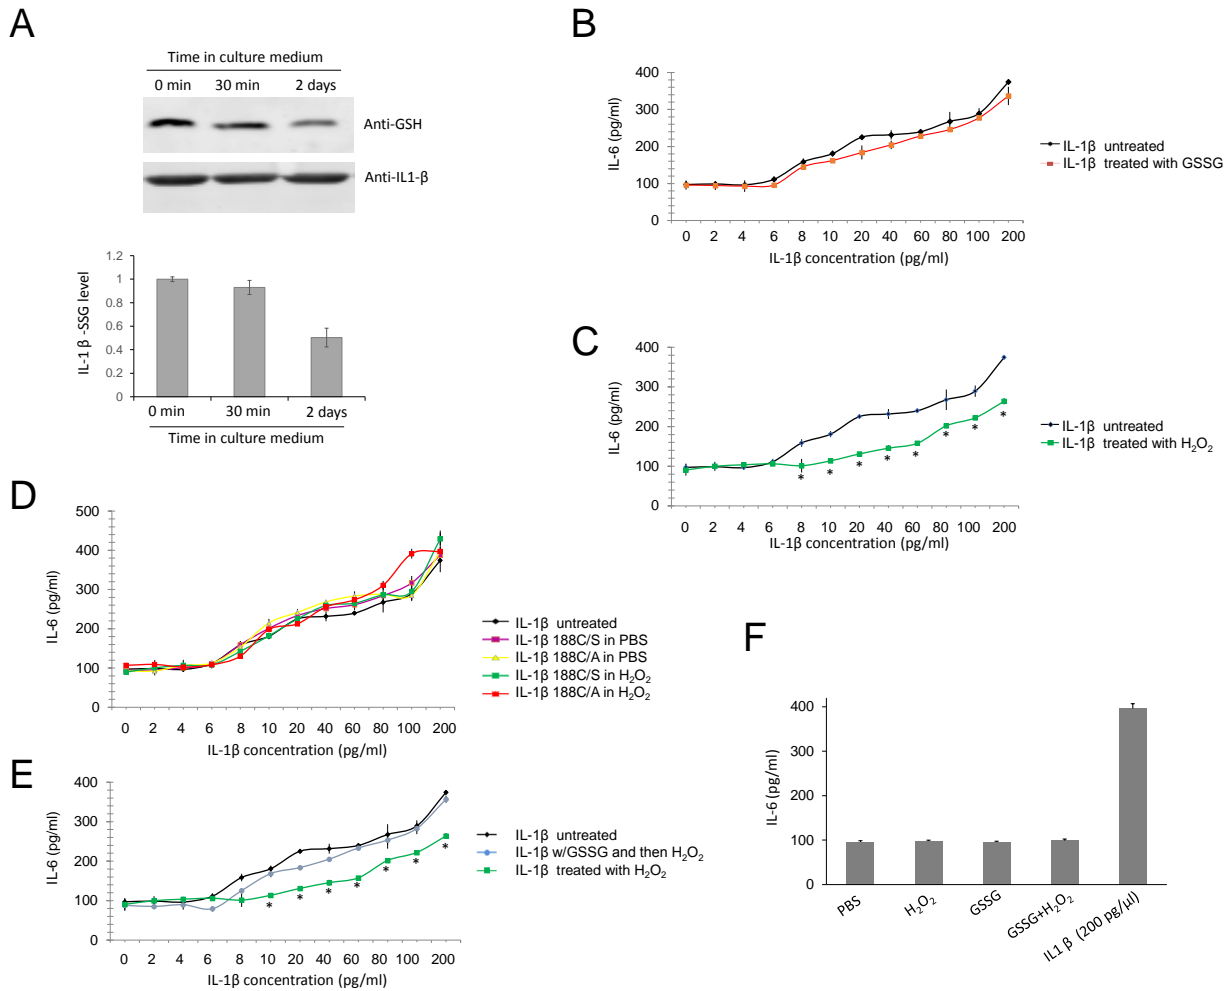 A
Time in culture medium
0 min 30 min 2 days
Anti-GSH
Anti-IL1-β
IL-1 β -SSG level
1.2
1
0.8
0.6
0.4
0.2
0
0 min 30 min 2 days
Time in culture medium
B
IL-6 (pg/ml)
400
300
200
100
0
0 2 4 6 8 10 20 40 60 80 100 200
IL-1β concentration (pg/ml)
IL-1β untreated
IL-1β treated with GSSG
C
IL-6 (pg/ml)
400
300
200
100
0
* * * * * * * *
0 2 4 6 8 10 20 40 60 80 100 200
IL-1β concentration (pg/ml)
IL-1β untreated
IL-1β treated with H₂O₂
D
IL-6 (pg/ml)
500
400
300
200
100
0
0 2 4 6 8 10 20 40 60 80 100 200
IL-1β concentration (pg/ml)
IL-1β untreated
IL-1β 188C/S in PBS
IL-1β 188C/A in PBS
IL-1β 188C/S in H₂O₂
IL-1β 188C/A in H₂O₂
E
IL-6 (pg/ml)
400
300
200
100
0
* * * * * * *
0 2 4 6 8 10 20 40 60 80 100 200
IL-1β concentration (pg/ml)
IL-1β untreated
IL-1β w/GSSG and then H₂O₂
IL-1β treated with H₂O₂
F
IL-6 (pg/ml)
400
300
400
100
0
PBS
H₂O₂
GSSG
GSSG+H₂O₂
IL1 β (200 pg/μl)